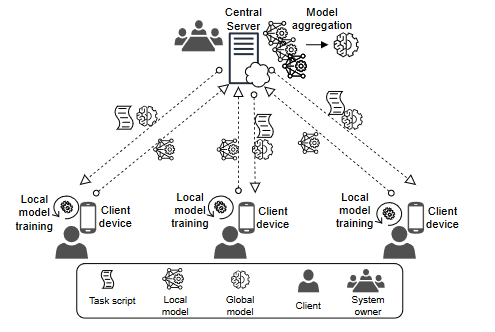 Central
Server
Model
aggregation
Local
model
training
Client
device
Local
model
training
Client
device
Local
model
training
Client
device
Task script
Local
model
Global
model
Client
System
owner